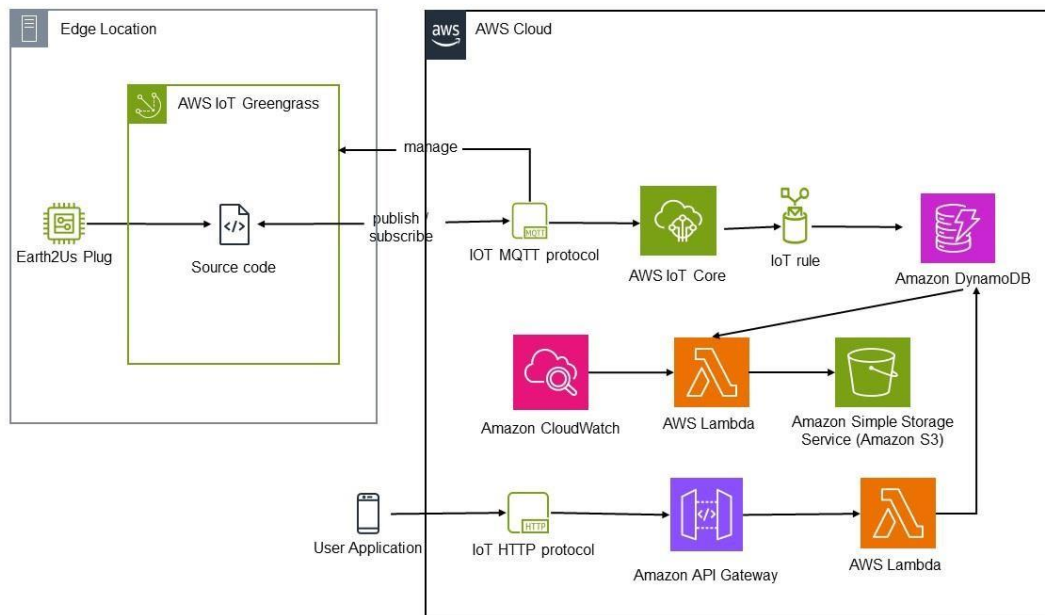 Edge Location
aws
AWS Cloud
AWS IoT Greengrass
manage
publish /
subscribe
MQTT
Earth2Us Plug
Source code
IOT MQTT protocol
AWS IoT Core
IoT rule
Amazon DynamoDB
Amazon CloudWatch
AWS Lambda
Amazon Simple Storage
Service (Amazon S3)
HTTP
User Application
IoT HTTP protocol
Amazon API Gateway
AWS Lambda